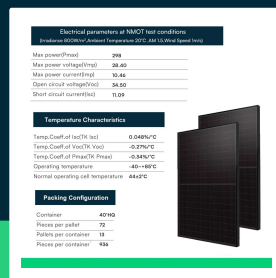 Electrical parameters at NMOT test conditions
(Irradiance 800W/m², Ambient Temperature 20°C, AM 1.5, Wind Speed 1m/s)
Max power(Pmax) 298
Max power voltage(Vmp) 28.40
Max power current(Imp) 10.46
Open circuit voltage(Voc) 34.50
Short circuit current(Isc) 11.09
Temperature Characteristics
Temp.Coeff.of Isc(TK Isc) 0.048%/°C
Temp.Coeff.of Voc(TK Voc) -0.27%/°C
Temp.Coeff.of Pmax(TK Pmax) -0.34%/°C
Operating temperature -40~+85°C
Normal operating cell temperature 44±2°C
Packing Configuration
Container 40'HQ
Pieces per pallet 72
Pallets per container 13
Pieces per container 936